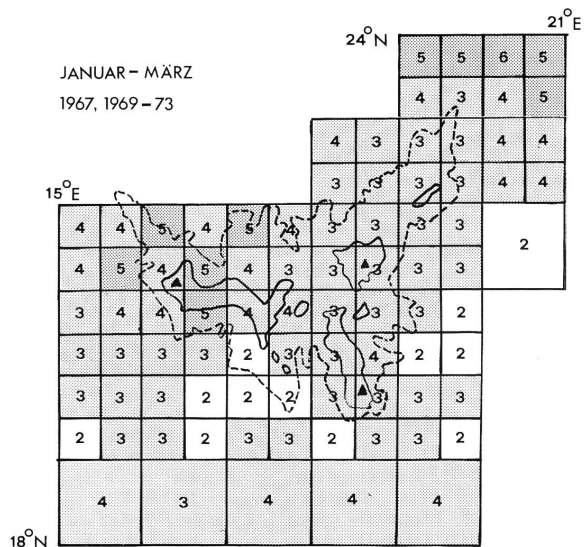 21°E
24°N
5 5 6 5
JANUAR – MÄRZ
4 3 4 5
1967, 1969 – 73
4 3 3 3 4 4
3 3 3 3 4 4
15°E
4 4 5 4 5 4 3 3 3 3
2
4 5 4 5 4 3 3 3 3 3
3 4 4 5 4 4 3 3 3 2
3 3 3 3 2 3 3 4 2 2
3 3 3 2 2 2 3 3 2 2
2 3 3 2 3 3 2 3 3 2
4 3 4 4 4
18°N